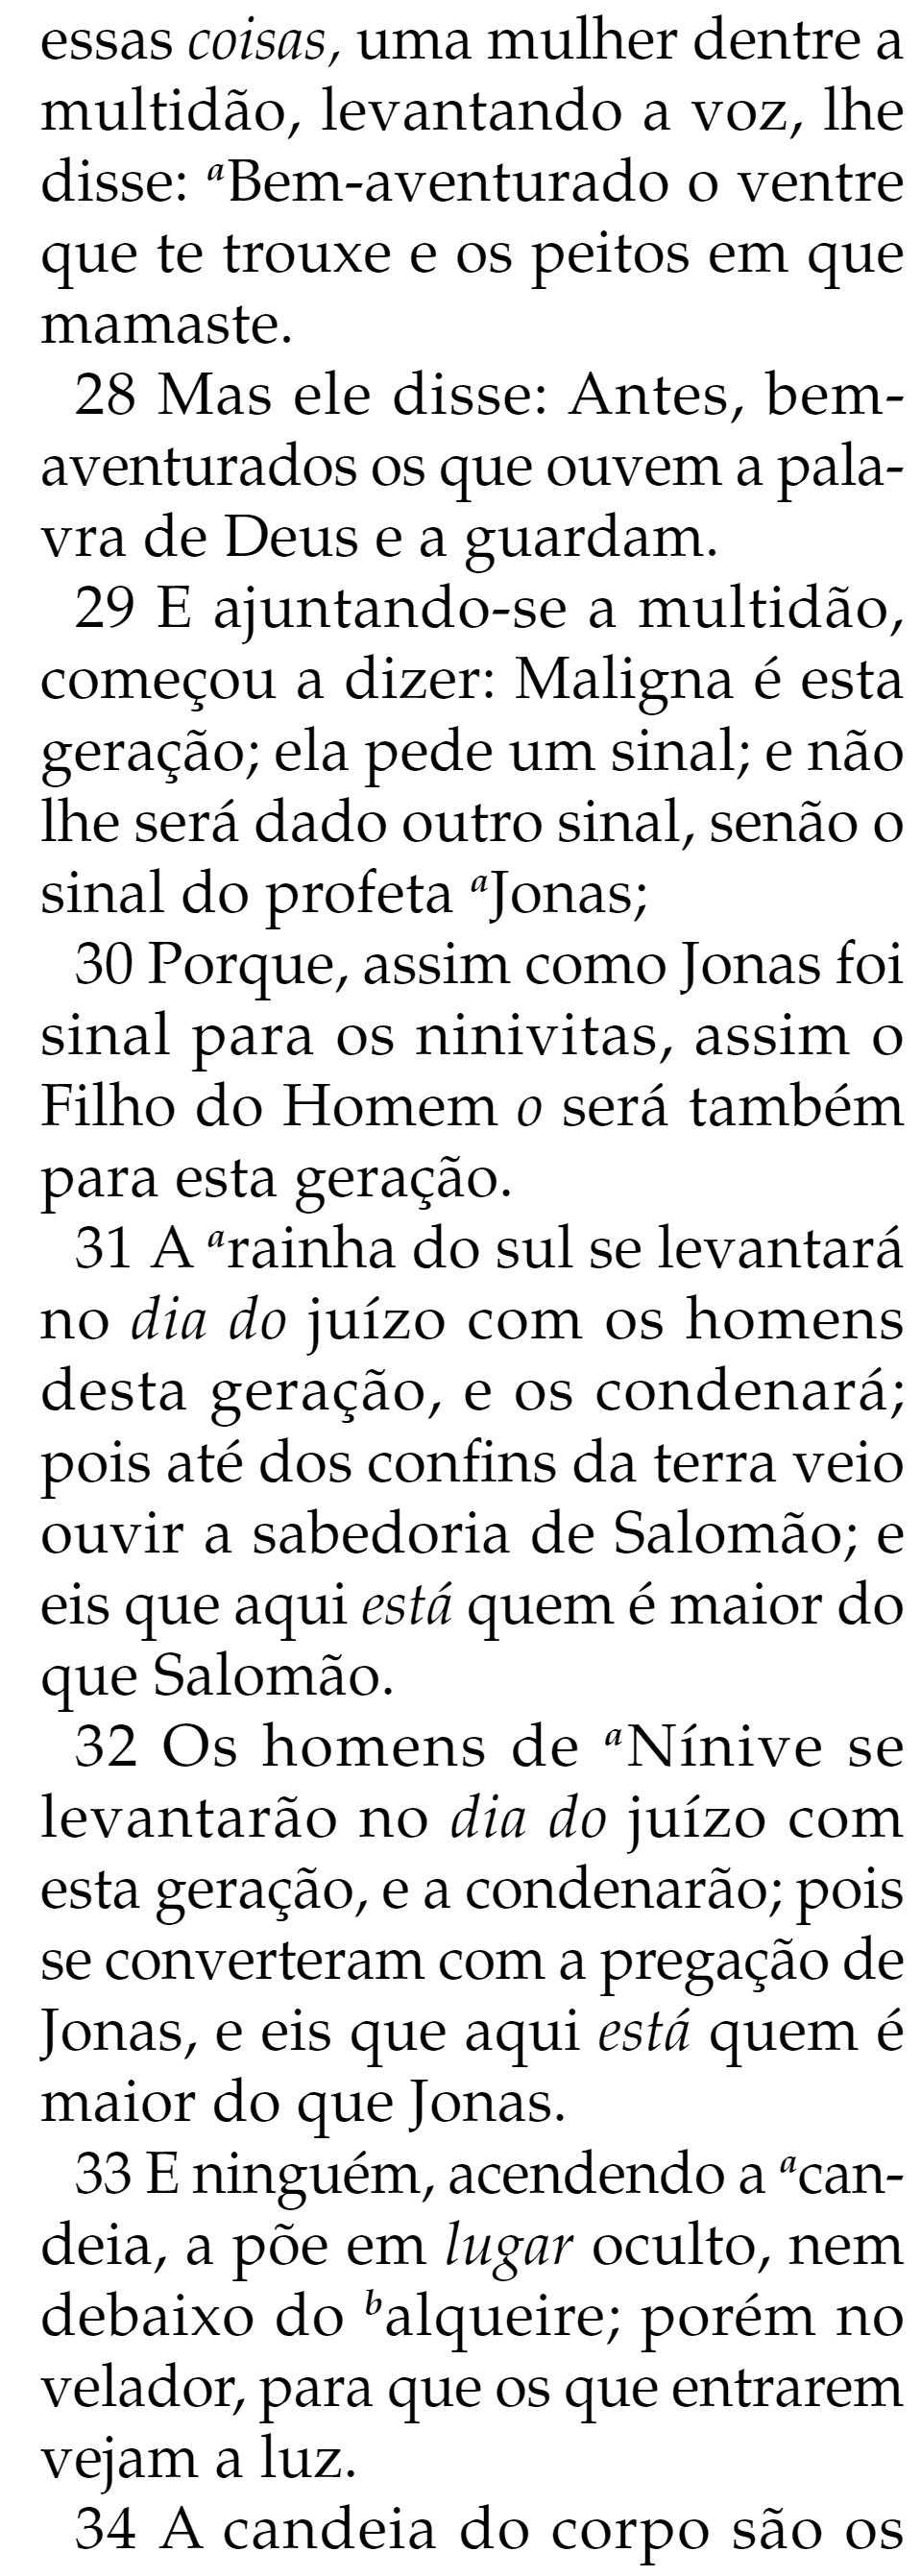 essas coisas, uma mulher dentre a
multidão, levantando a voz, lhe
disse: aBem-aventurado o ventre
que te trouxe e os peitos em que
mamaste.
28 Mas ele disse: Antes, bem-
aventurados os que ouvem a pala-
vra de Deus e a guardam.
29 E ajuntando-se a multidão,
começou a dizer: Maligna é esta
geração; ela pede um sinal; e não
lhe será dado outro sinal, senão o
sinal do profeta aJonas;
30 Porque, assim como Jonas foi
sinal para os ninivitas, assim o
Filho do Homem o será também
para esta geração.
31 A arainha do sul se levantará
no dia do juízo com os homens
desta geração, e os condenará;
pois até dos confins da terra veio
ouvir a sabedoria de Salomão; e
eis que aqui está quem é maior do
que Salomão.
32 Os homens de aNínive se
levantarão no dia do juízo com
esta geração, e a condenarão; pois
se converteram com a pregação de
Jonas, e eis que aqui está quem é
maior do que Jonas.
33 E ninguém, acendendo a acan-
deia, a põe em lugar oculto, nem
debaixo do balqueire; porém no
velador, para que os que entrarem
vejam a luz.
34 A candeia do corpo são os